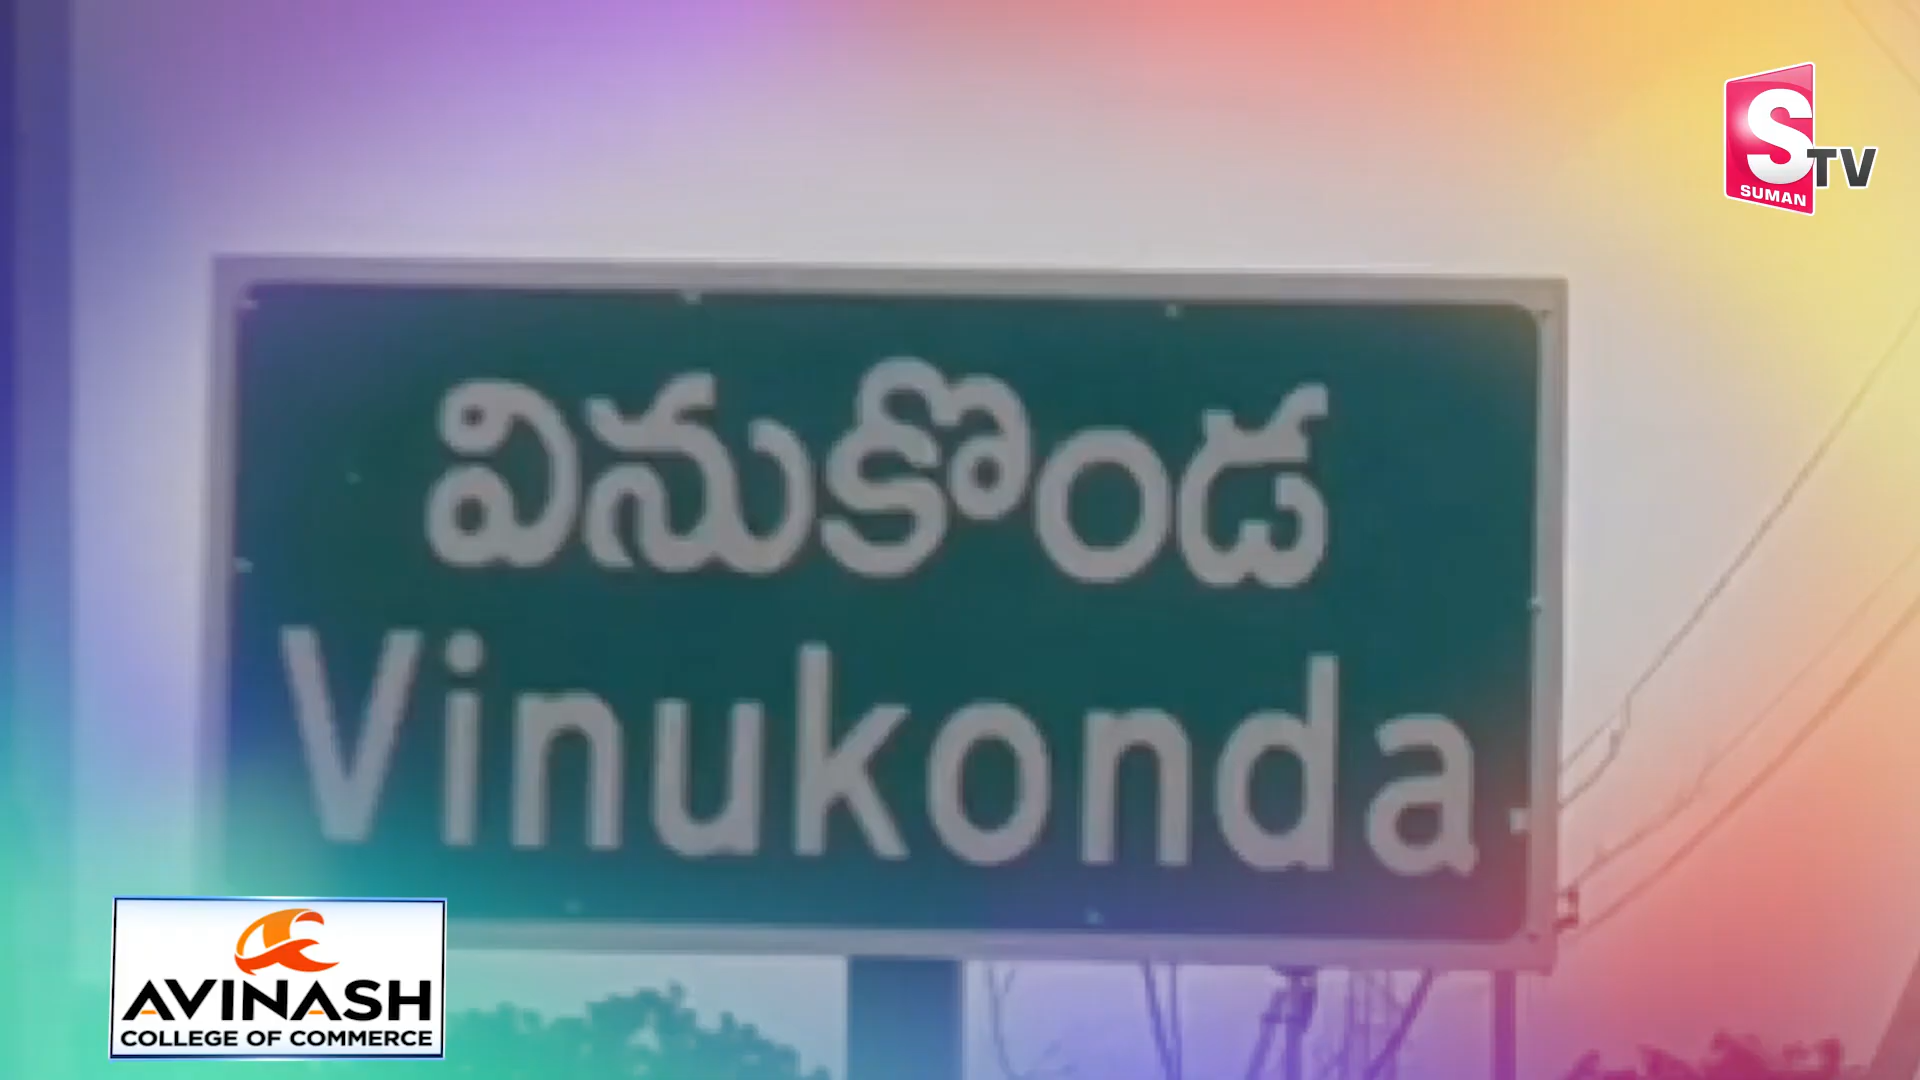 S
TV
SUMAN
వినుకొండ
Vinukonda
AVINASH
COLLEGE OF COMMERCE